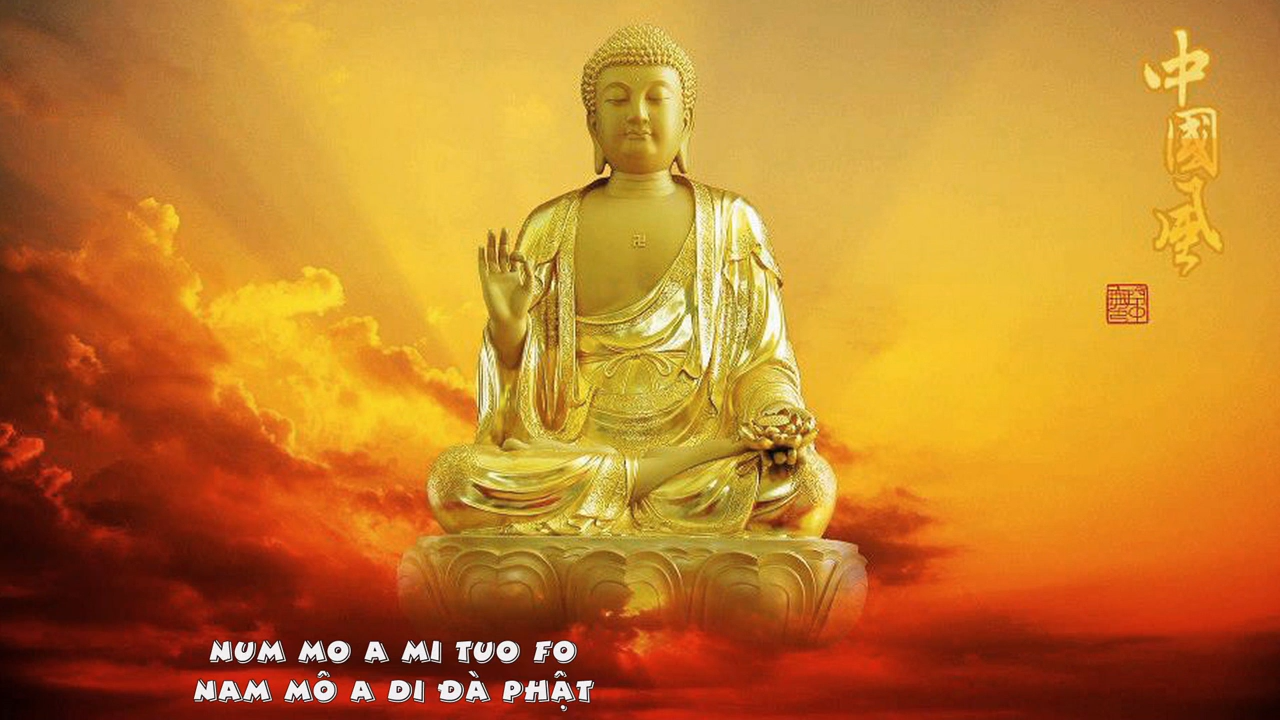 中國風
NUM MO A MI TUO FO
NAM MÔ A DI ĐÀ PHẬT